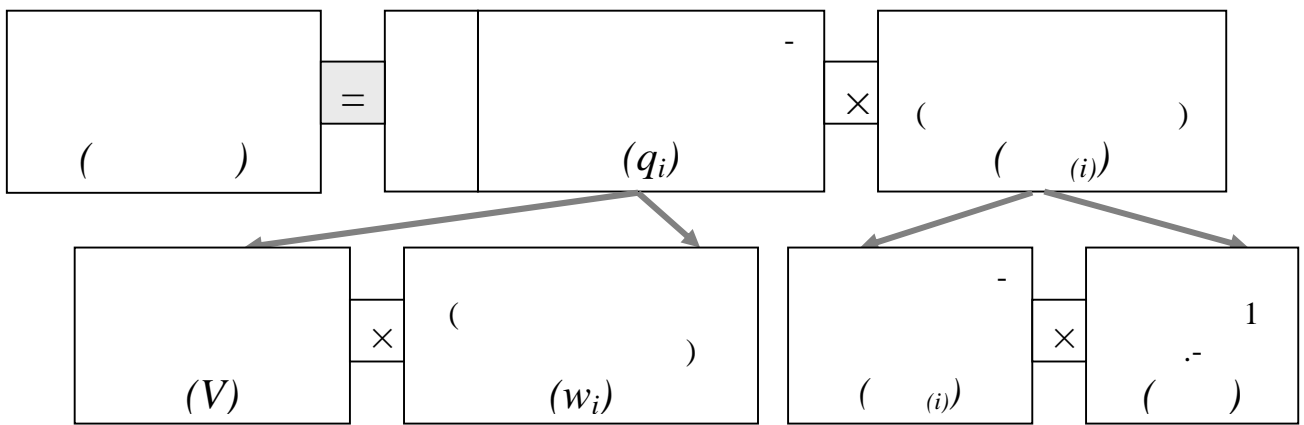 -
= ×
( )
( ) (qᵢ) ( ₍ᵢ₎)
-
( 1
× ) × .-
(V) (wᵢ) ( ₍ᵢ₎) ( )